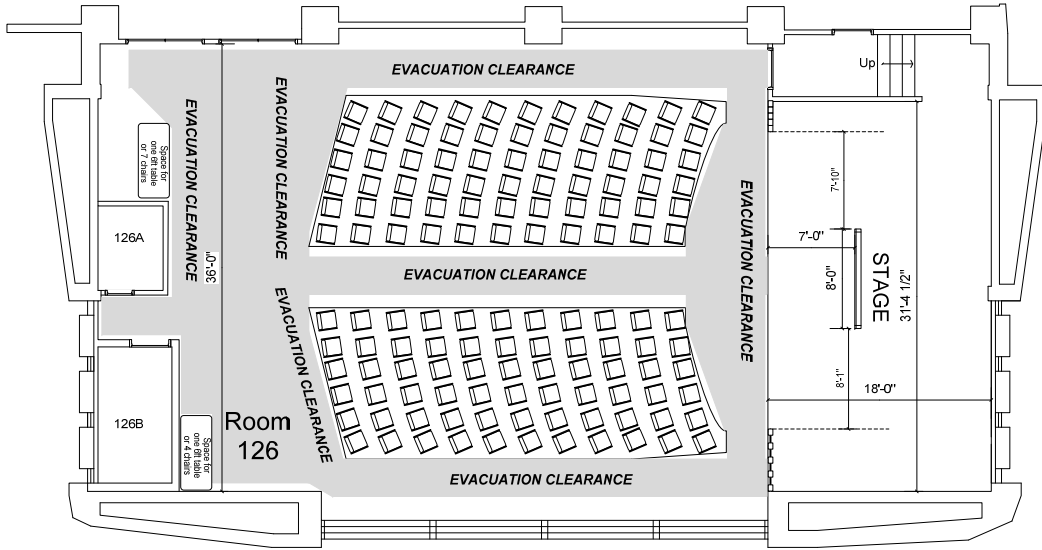 EVACUATION CLEARANCE
Up
EVACUATION CLEARANCE
EVACUATION CLEARANCE
Space for
one 6ft table
or 7 chairs
7'-10"
EVACUATION CLEARANCE
126A
7'-0"
36'-0"
EVACUATION CLEARANCE
8'-0"
STAGE
31'-4 1/2"
EVACUATION CLEARANCE
8'-1"
18'-0"
126B
Room
126
Space for
one 6ft table
or 4 chairs
EVACUATION CLEARANCE